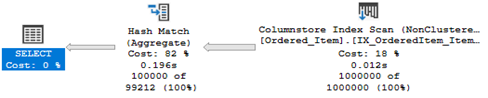 SELECT
Cost: 0 %
Hash Match
(Aggregate)
Cost: 82 %
0.196s
100000 of
99212 (100%)
Columnstore Index Scan (NonClustere…
[Ordered_Item].[IX_OrderedItem_Item…
Cost: 18 %
0.012s
1000000 of
1000000 (100%)